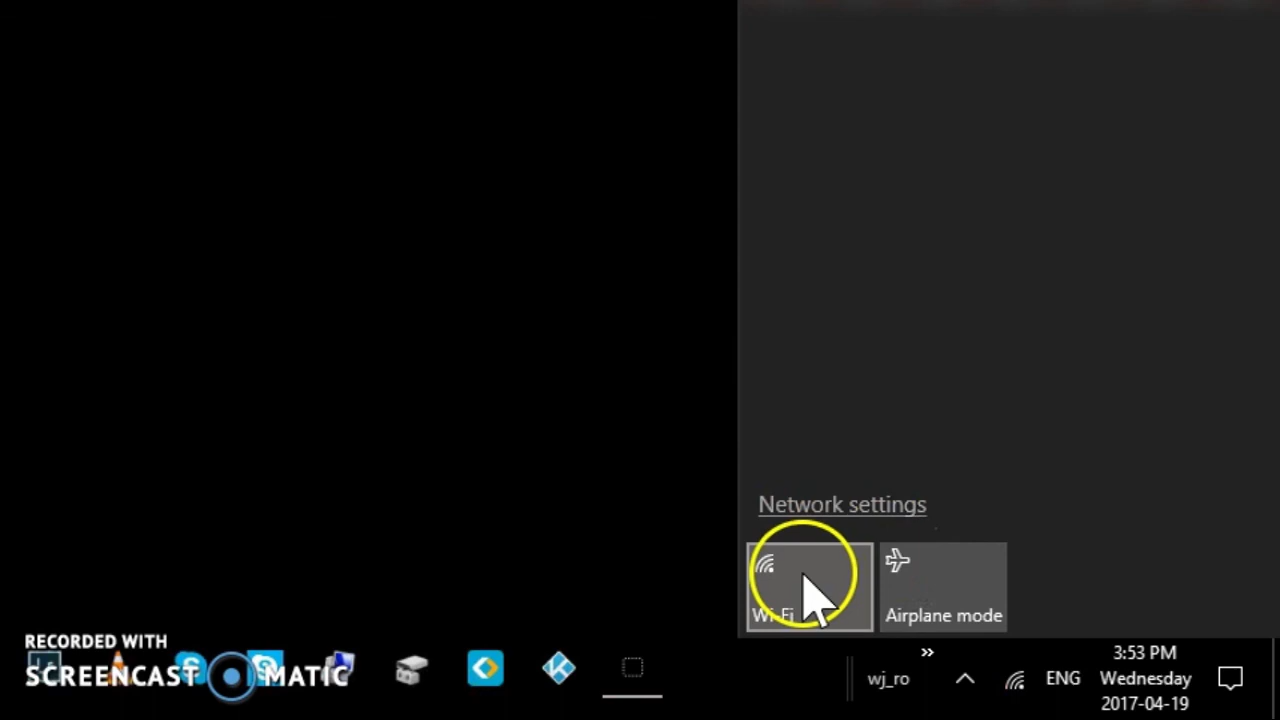 Network settings
Wi-Fi
Airplane mode
RECORDED WITH
SCREENCAST MATIC
wj_ro
»
ENG
3:53 PM
Wednesday
2017-04-19